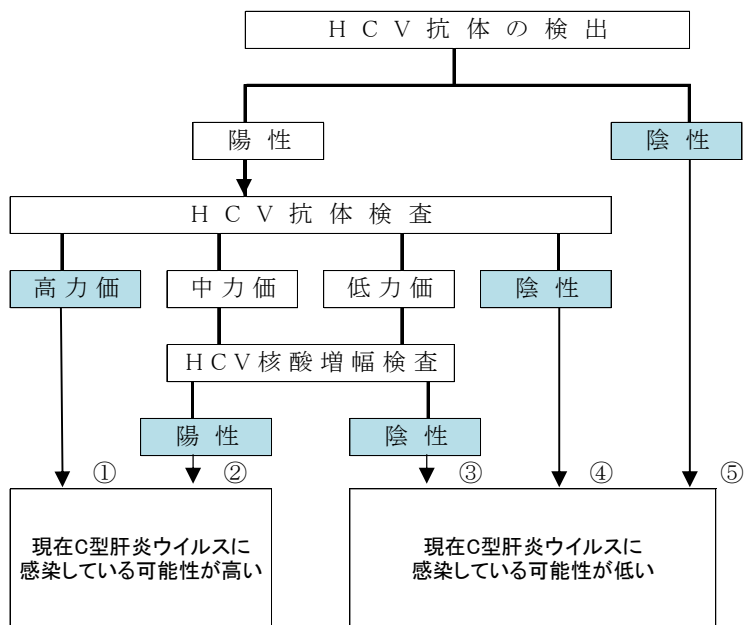 HCV抗体の検出
陽性
陰性
HCV抗体検査
高力価
中力価
低力価
陰性
HCV核酸増幅検査
陽性
陰性
①
②
③
④
⑤
現在C型肝炎ウイルスに
感染している可能性が高い
現在C型肝炎ウイルスに
感染している可能性が低い